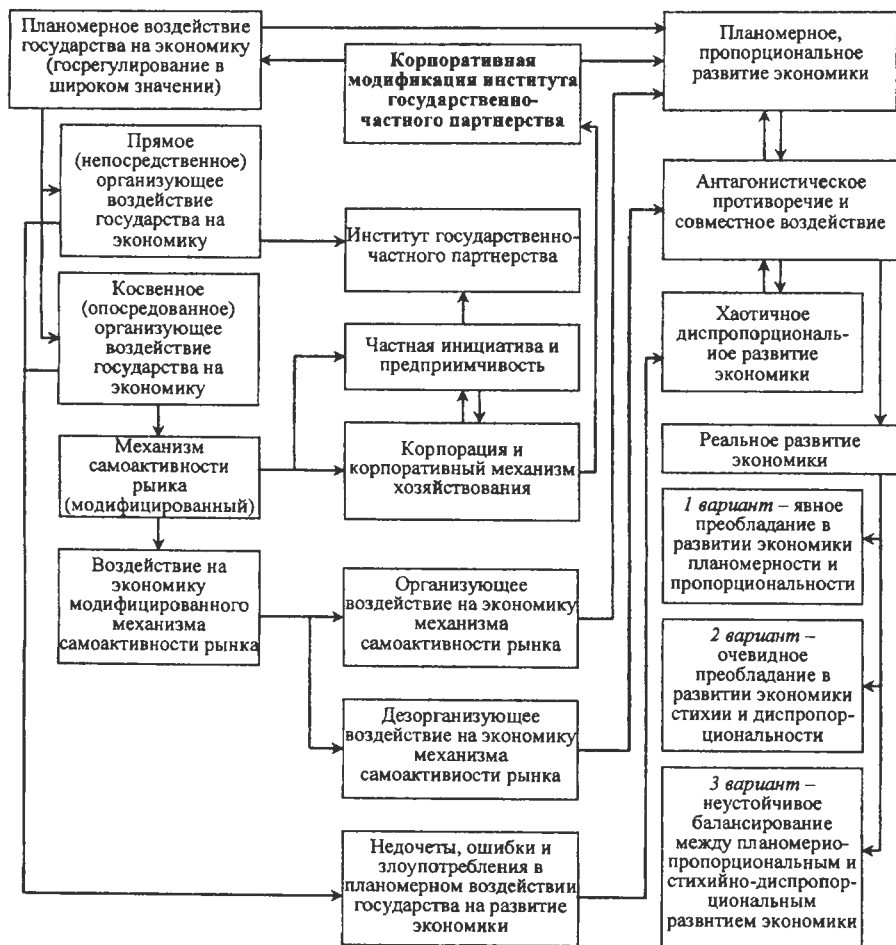 Планомерное воздействие
государства на экономику
(госрегулирование в
широком значении)
Прямое
(непосредственное)
организующее
воздействие
государства на
экономику
Косвенное
(опосредованное)
организующее
воздействие
государства на
экономику
Механизм
самоактивности
рынка
(модифицированный)
Воздействие на
экономику
модифицированного
механизма
самоактивности рынка
Корпоративная
модификация института
государственно-
частного партнерства
Институт государственно-
частного партнерства
Частная инициатива и
предприимчивость
Корпорация и
корпоративный механизм
хозяйствования
Организующее
воздействие на экономику
механизма
самоактивности рынка
Дезорганизующее
воздействие на экономику
механизма
самоактивности рынка
Недочеты, ошибки и
злоупотребления в
планомерном воздействии
государства на развитие
экономики
Планомерное,
пропорциональное
развитие экономики
Антагонистическое
противоречие и
совместное воздействие
Хаотичное
диспропорциональ-
ное развитие
экономики
Реальное развитие
экономики
1 вариант – явное
преобладание в
развитии экономики
планомерности и
пропорциональности
2 вариант –
очевидное
преобладание в
развитии экономики
стихии и диспропор-
циональности
3 вариант –
неустойчивое
балансирование
между планомерно-
пропорциональным и
стихийно-диспропор-
циональным
развитием экономики